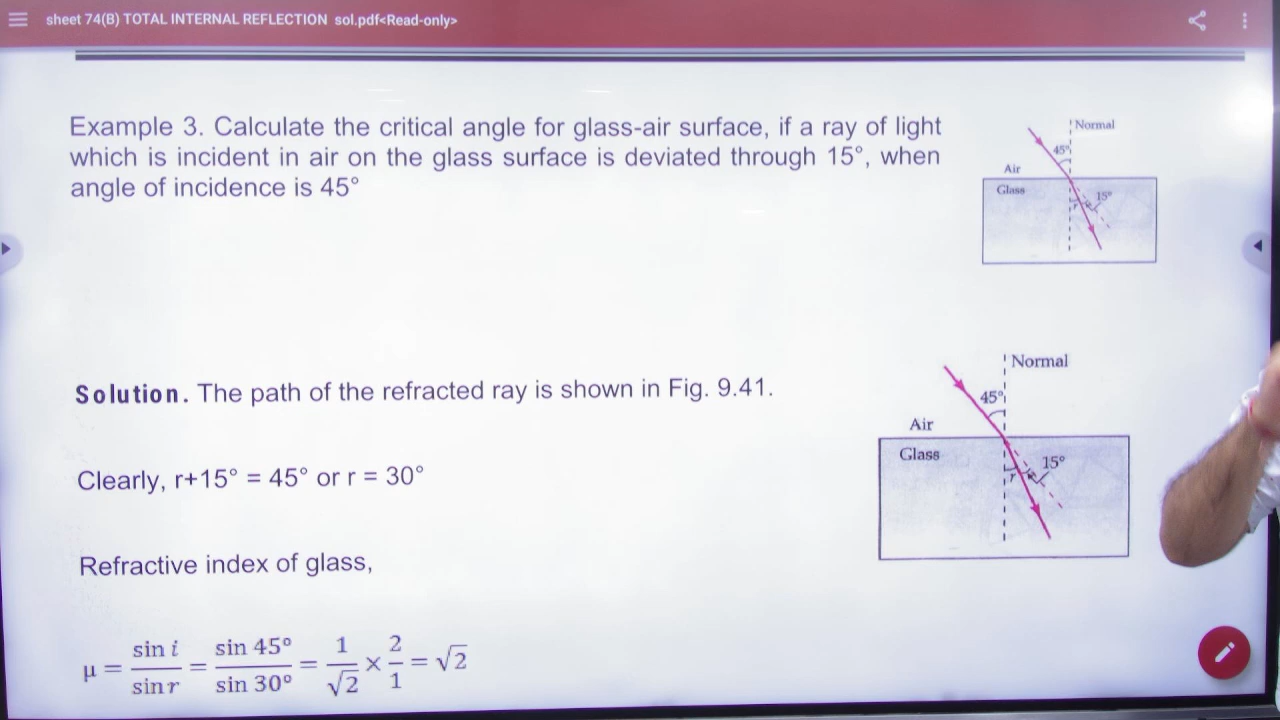 sheet 74(B) TOTAL INTERNAL REFLECTION sol.pdf<Read-only>
Example 3. Calculate the critical angle for glass-air surface, if a ray of light
which is incident in air on the glass surface is deviated through 15°, when
angle of incidence is 45°
Normal
45°
Air
Glass
15°
r
Solution. The path of the refracted ray is shown in Fig. 9.41.
Normal
45°
Air
Glass
15°
r
Clearly, r+15° = 45° or r = 30°
Refractive index of glass,
μ = sin i / sin r = sin 45° / sin 30° = 1 / √2 × 2 / 1 = √2